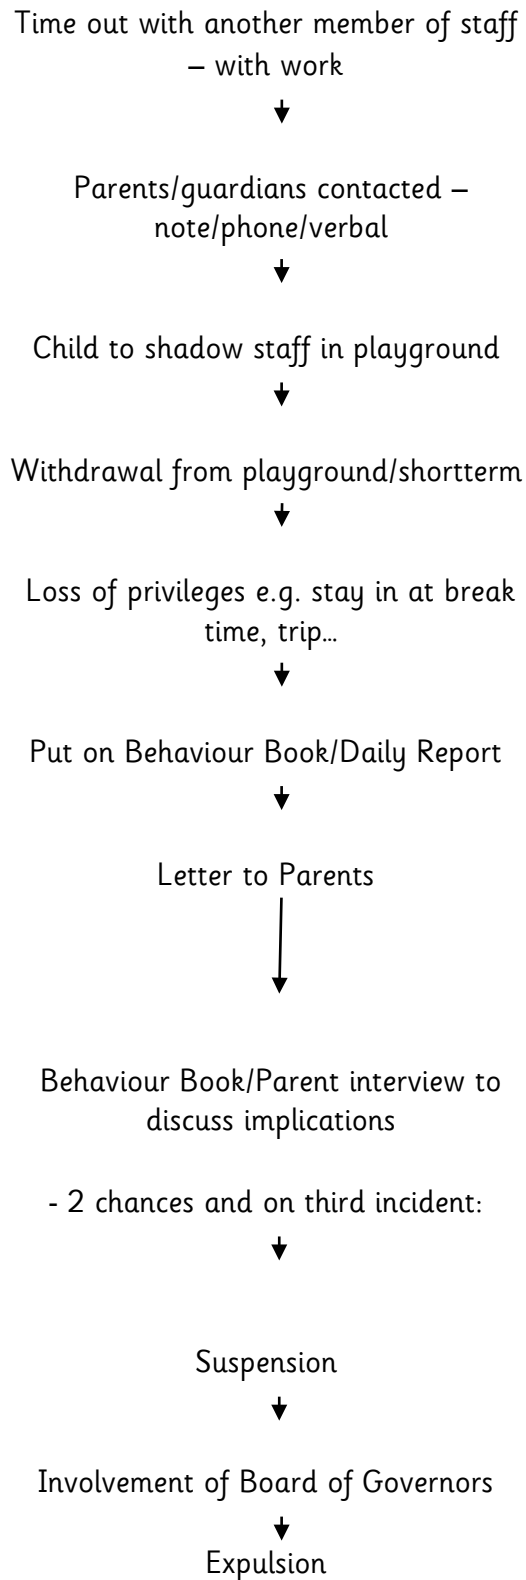 Time out with another member of staff
– with work
Parents/guardians contacted –
note/phone/verbal
Child to shadow staff in playground
Withdrawal from playground/shortterm
Loss of privileges e.g. stay in at break
time, trip…
Put on Behaviour Book/Daily Report
Letter to Parents
Behaviour Book/Parent interview to
discuss implications
- 2 chances and on third incident:
Suspension
Involvement of Board of Governors
Expulsion